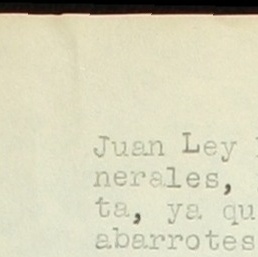 Juan Ley
nerales,
ta, ya qu
abarrotes